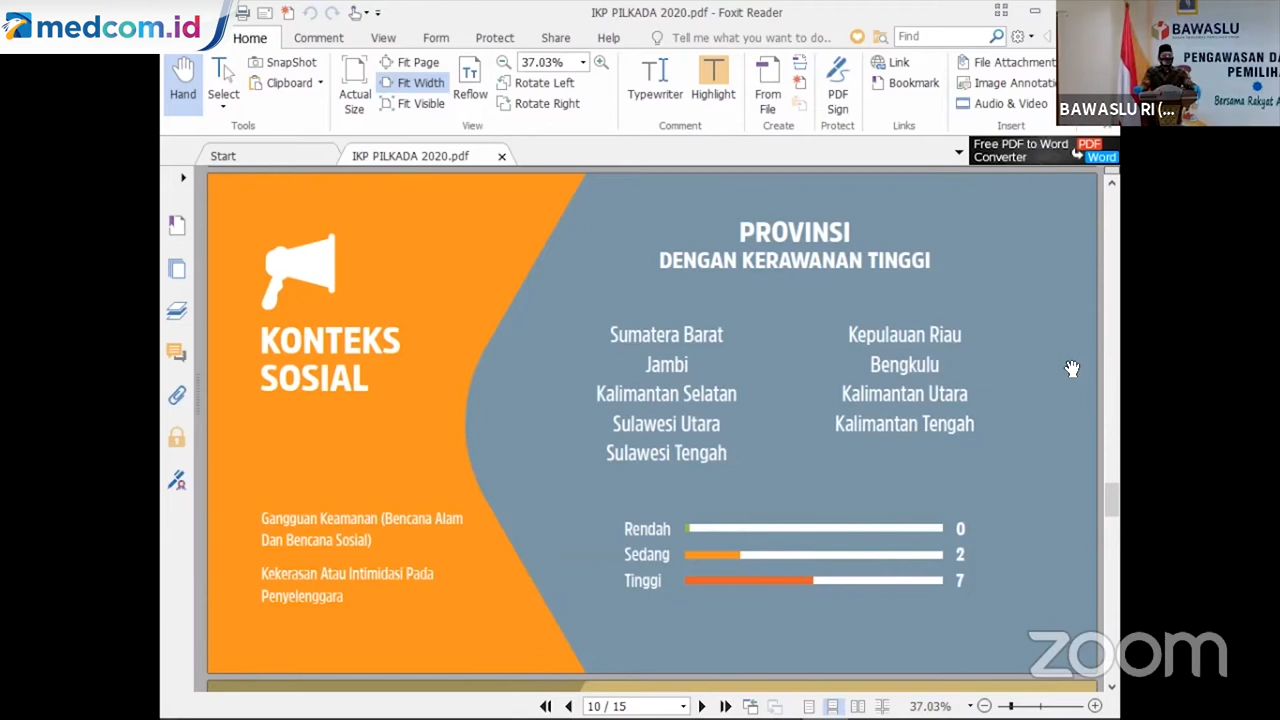 medcom.id
IKP PILKADA 2020.pdf - Foxit Reader
Home Comment View Form Protect Share Help Tell me what you want to do.. Find
Hand Select SnapShot Clipboard
Tools
Actual Size Fit Page Fit Width Fit Visible Reflow 37.03% Rotate Left Rotate Right
View
Typewriter Highlight
Comment
From File
Create
PDF Sign
Protect
Link
Bookmark
Links
File Attachment
Image Annotati
Audio & Video
Insert
BAWASLU
PENGAWASAN DA
PEMILIHA
Bersama Rakyat A
BAWASLU RI (...
Start IKP PILKADA 2020.pdf
Free PDF to Word
Converter
PDF
Word
KONTEKS
SOSIAL
Gangguan Keamanan (Bencana Alam
Dan Bencana Sosial)
Kekerasan Atau Intimidasi Pada
Penyelenggara
PROVINSI
DENGAN KERAWANAN TINGGI
Sumatera Barat
Jambi
Kalimantan Selatan
Sulawesi Utara
Sulawesi Tengah
Kepulauan Riau
Bengkulu
Kalimantan Utara
Kalimantan Tengah
Rendah 0
Sedang 2
Tinggi 7
zoom
10 / 15
37.03%